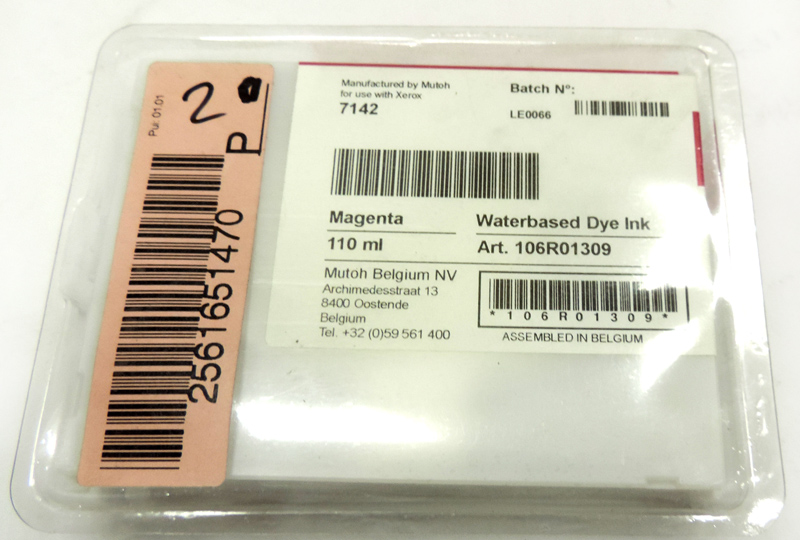 Pui: 01.01
2
P
2561651470
Manufactured by Mutoh
for use with Xerox
7142
Batch Nº:
LE0066
Magenta
Waterbased Dye Ink
110 ml
Art. 106R01309
Mutoh Belgium NV
Archimedesstraat 13
8400 Oostende
Belgium
Tel. +32 (0)59 561 400
*106R01309*
ASSEMBLED IN BELGIUM